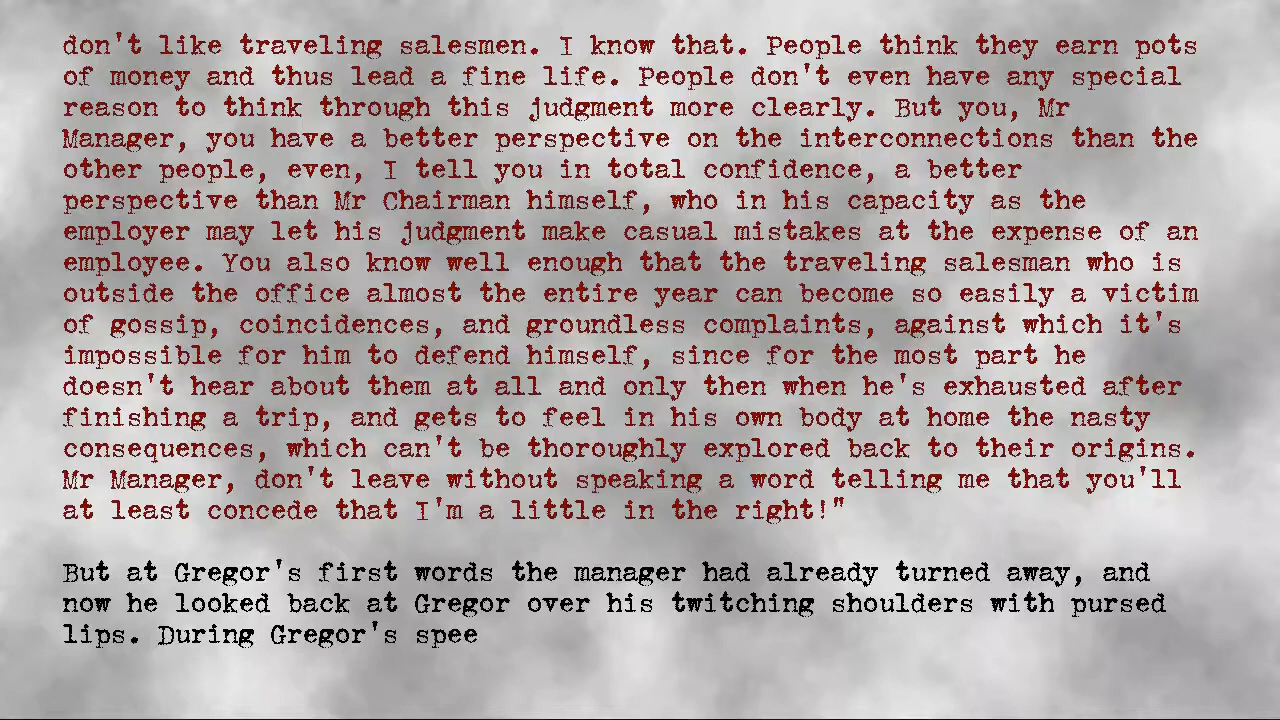 don't like traveling salesmen. I know that. People think they earn pots
of money and thus lead a fine life. People don't even have any special
reason to think through this judgment more clearly. But you, Mr
Manager, you have a better perspective on the interconnections than the
other people, even, I tell you in total confidence, a better
perspective than Mr Chairman himself, who in his capacity as the
employer may let his judgment make casual mistakes at the expense of an
employee. You also know well enough that the traveling salesman who is
outside the office almost the entire year can become so easily a victim
of gossip, coincidences, and groundless complaints, against which it's
impossible for him to defend himself, since for the most part he
doesn't hear about them at all and only then when he's exhausted after
finishing a trip, and gets to feel in his own body at home the nasty
consequences, which can't be thoroughly explored back to their origins.
Mr Manager, don't leave without speaking a word telling me that you'll
at least concede that I'm a little in the right!"
But at Gregor's first words the manager had already turned away, and
now he looked back at Gregor over his twitching shoulders with pursed
lips. During Gregor's spee